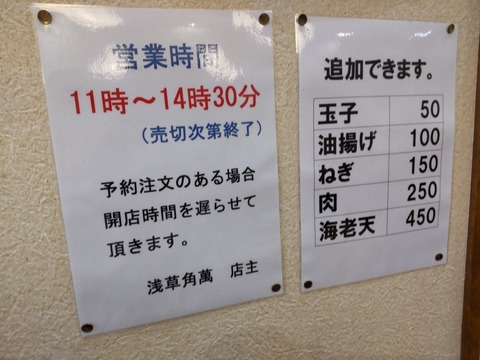 営業時間
11時～14時30分
（売切次第終了）
予約注文のある場合
開店時間を遅らせて
頂きます。
浅草角萬　店主
追加できます。
玉子 50
油揚げ 100
ねぎ 150
肉 250
海老天 450